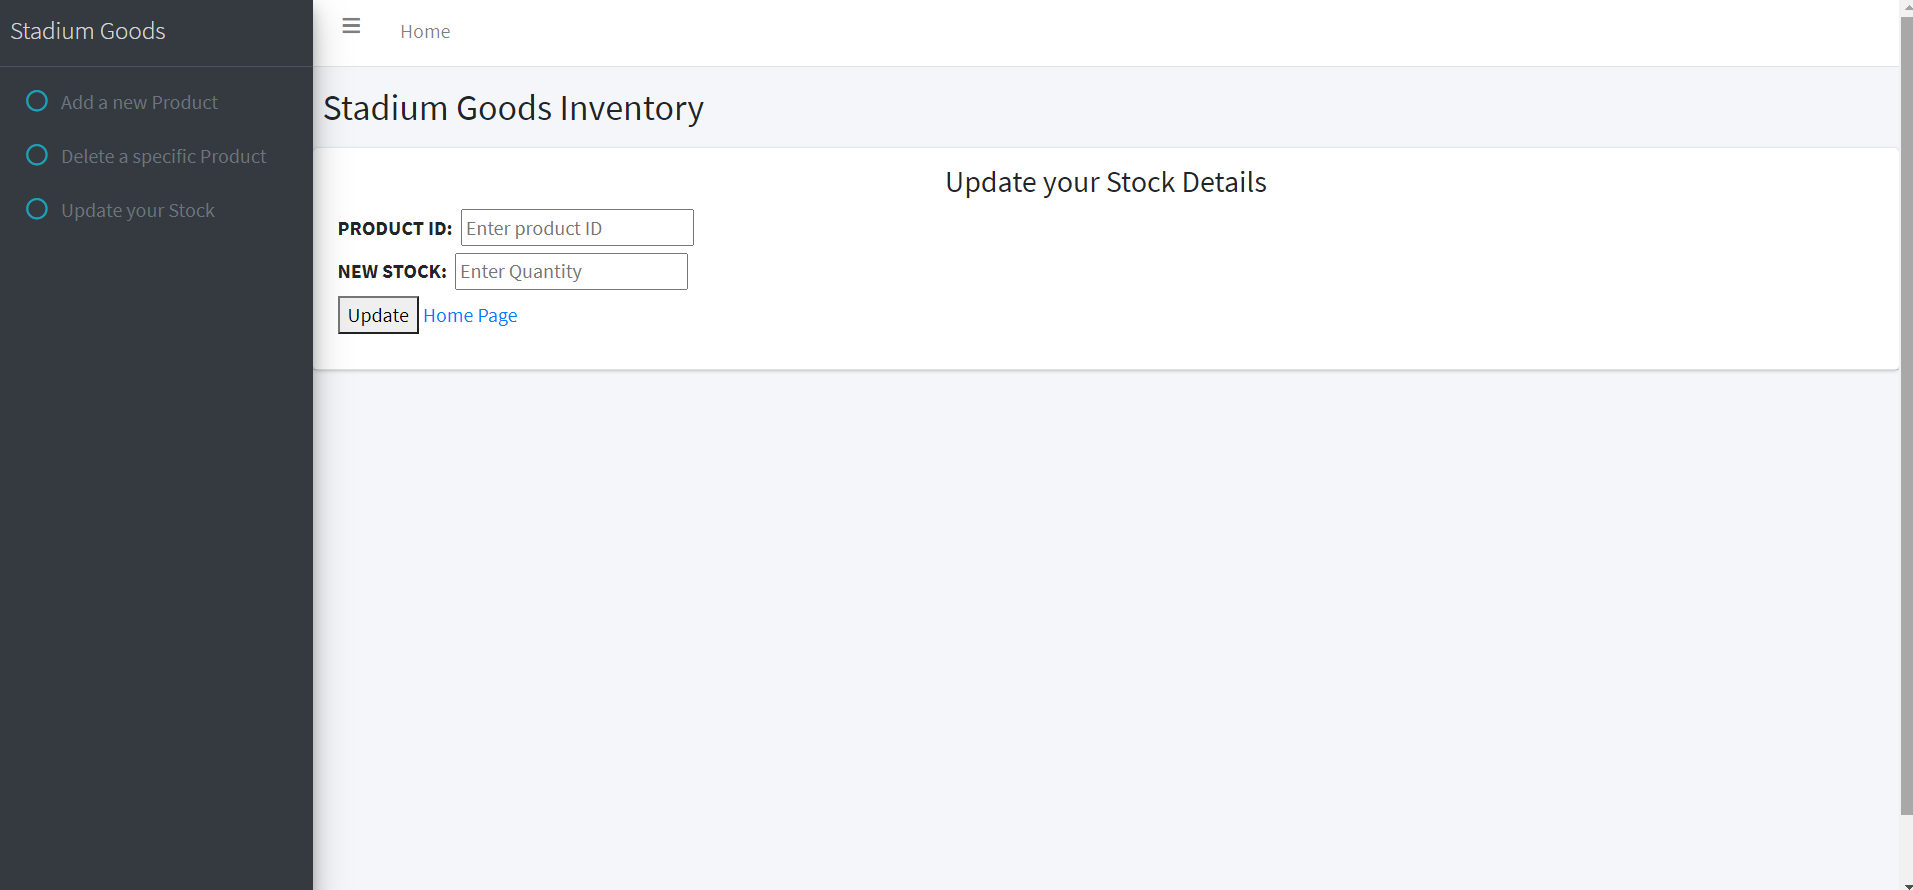 Stadium Goods
Home
Add a new Product
Delete a specific Product
Update your Stock
Stadium Goods Inventory
Update your Stock Details
PRODUCT ID: Enter product ID
NEW STOCK: Enter Quantity
Update Home Page